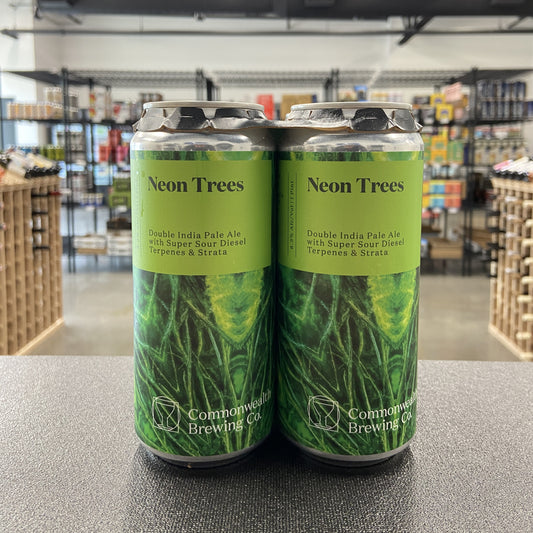 Neon Trees
Double India Pale Ale
with Super Sour Diesel
Terpenes & Strata
Commonwealth
Brewing Co.
Neon Trees
Double India Pale Ale
with Super Sour Diesel
Terpenes & Strata
Commonwealth
Brewing Co.